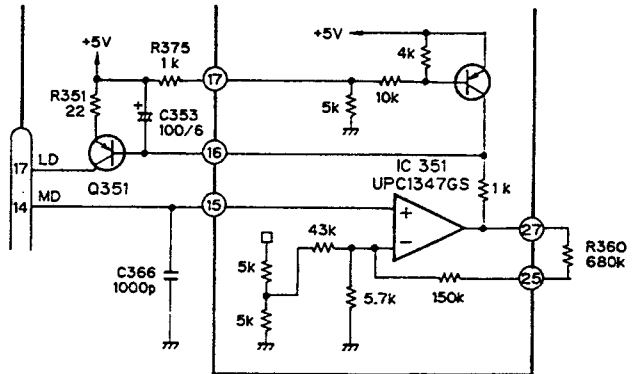 +5V
R375
1k
17
+5V
4k
R351
22
+
C353
100/6
5k
10k
16
17
LD
Q351
IC 351
UPC1347GS
1k
14
MD
15
+
27
43k
−
R360
680k
5k
C366
1000p
25
5k
5.7k
150k